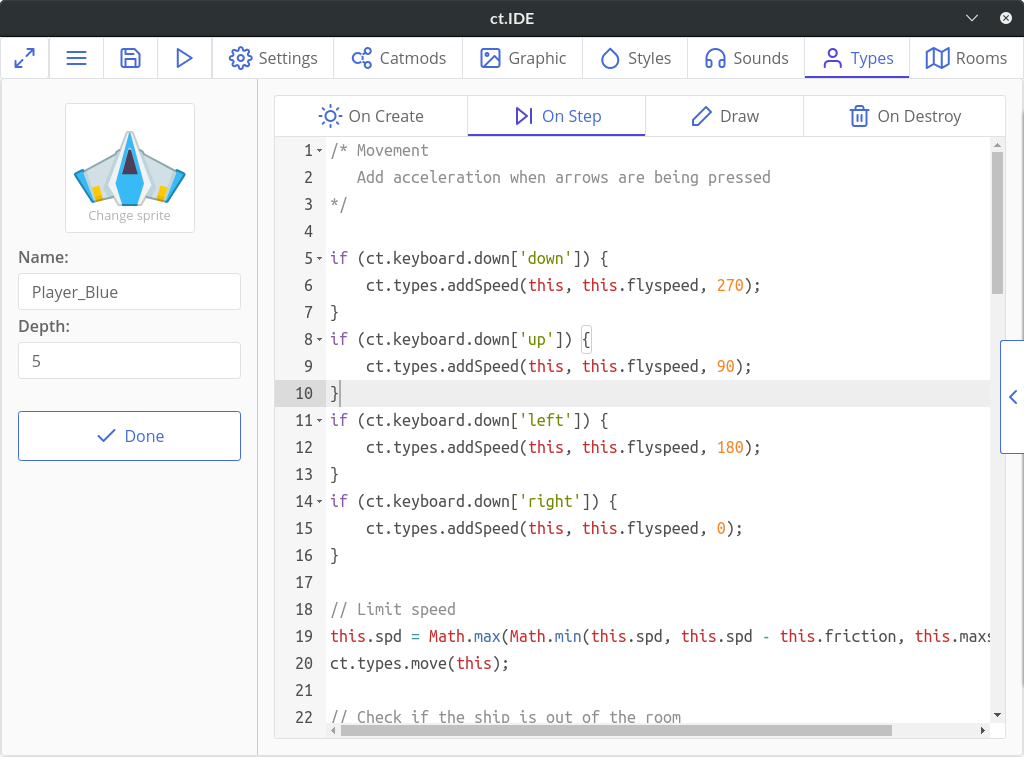 ct.IDE
Settings Catmods Graphic Styles Sounds Types Rooms
Change sprite
Name:
Player_Blue
Depth:
5
Done
On Create On Step Draw On Destroy
1 /* Movement
2 Add acceleration when arrows are being pressed
3 */
4
5 if (ct.keyboard.down['down']) {
6 ct.types.addSpeed(this, this.flyspeed, 270);
7 }
8 if (ct.keyboard.down['up']) {
9 ct.types.addSpeed(this, this.flyspeed, 90);
10 }
11 if (ct.keyboard.down['left']) {
12 ct.types.addSpeed(this, this.flyspeed, 180);
13 }
14 if (ct.keyboard.down['right']) {
15 ct.types.addSpeed(this, this.flyspeed, 0);
16 }
17
18 // Limit speed
19 this.spd = Math.max(Math.min(this.spd, this.spd - this.friction, this.maxs
20 ct.types.move(this);
21
22 // Check if the ship is out of the room